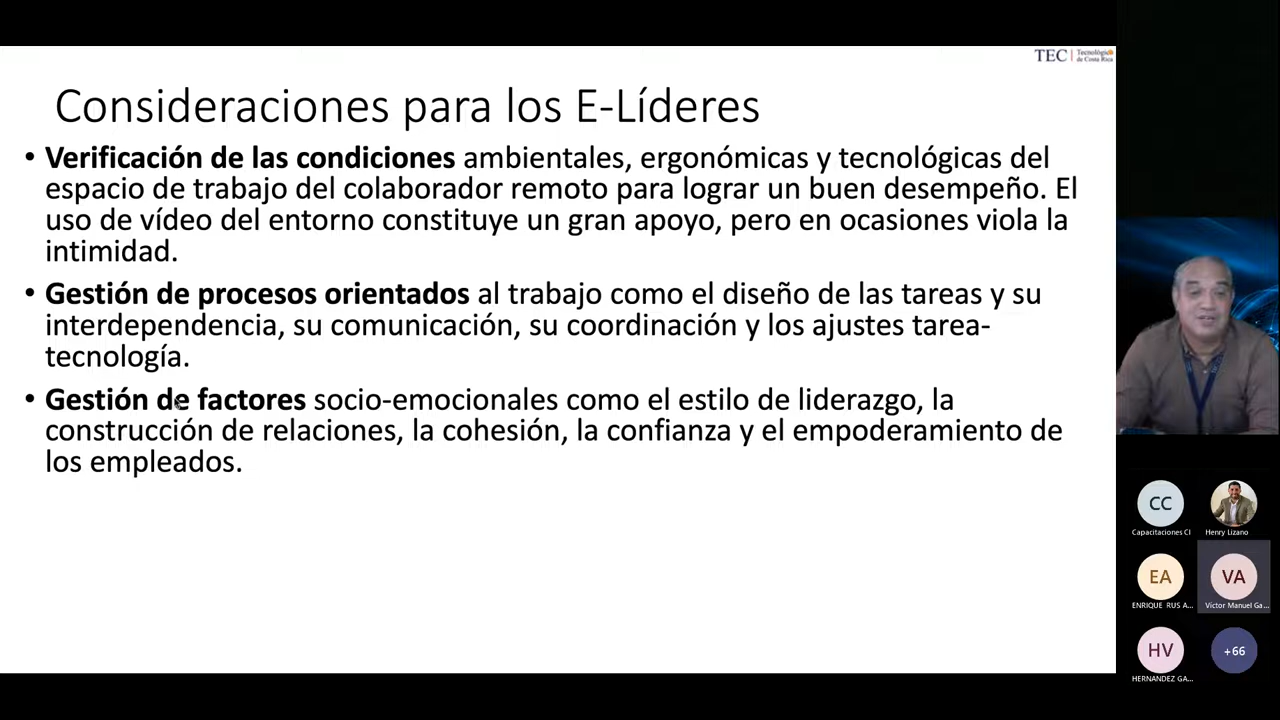 TEC | Tecnológico
de Costa Rica
Consideraciones para los E-Líderes
• Verificación de las condiciones ambientales, ergonómicas y tecnológicas del
espacio de trabajo del colaborador remoto para lograr un buen desempeño. El
uso de vídeo del entorno constituye un gran apoyo, pero en ocasiones viola la
intimidad.
• Gestión de procesos orientados al trabajo como el diseño de las tareas y su
interdependencia, su comunicación, su coordinación y los ajustes tarea-
tecnología.
• Gestión de factores socio-emocionales como el estilo de liderazgo, la
construcción de relaciones, la cohesión, la confianza y el empoderamiento de
los empleados.
CC
Capacitaciones CI
Henry Lizano
EA
ENRIQUE RUS A...
VA
Víctor Manuel Ga...
HV
HERNANDEZ GA...
+66